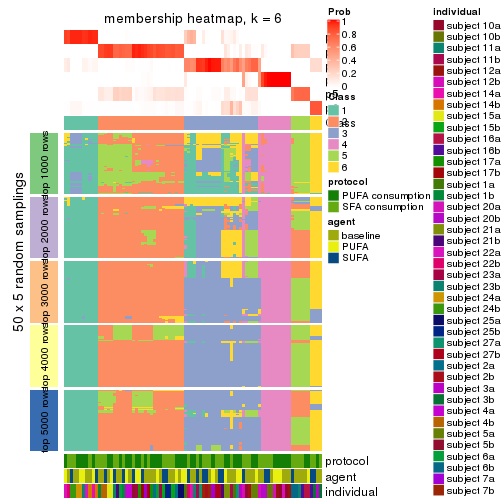 membership heatmap, k = 6
50 x 5 random samplings
top 1000 rows
top 2000 rows
top 3000 rows
top 4000 rows
top 5000 rows
protocol
agent
individual
Prob
1
0.8
0.6
0.4
0.2
0
Class
1
2
3
4
5
6
protocol
PUFA consumption
SFA consumption
agent
baseline
PUFA
SUFA
individual
subject 10a
subject 10b
subject 11a
subject 11b
subject 12a
subject 12b
subject 14a
subject 14b
subject 15a
subject 15b
subject 16a
subject 16b
subject 17a
subject 17b
subject 1a
subject 1b
subject 20a
subject 20b
subject 21a
subject 21b
subject 22a
subject 23a
subject 23b
subject 24a
subject 24b
subject 25a
subject 25b
subject 27a
subject 27b
subject 2a
subject 2b
subject 3a
subject 3b
subject 4a
subject 4b
subject 5a
subject 5b
subject 6a
subject 6b
subject 7a
subject 7b